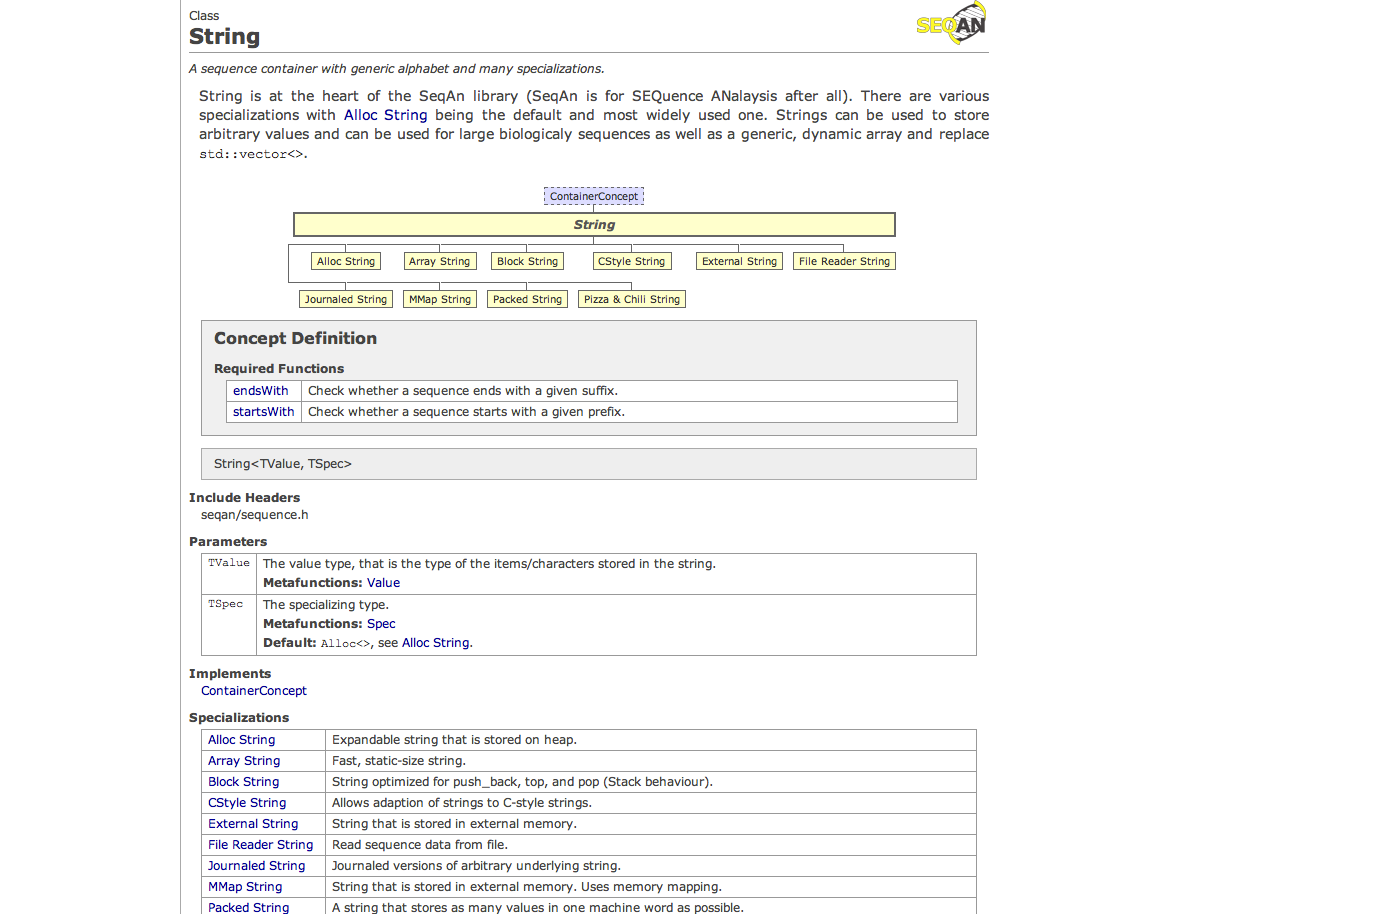 Class
String
SEQAN
A sequence container with generic alphabet and many specializations.
String is at the heart of the SeqAn library (SeqAn is for SEQuence ANalaysis after all). There are various
specializations with Alloc String being the default and most widely used one. Strings can be used to store
arbitrary values and can be used for large biologicaly sequences as well as a generic, dynamic array and replace
std::vector<>.
ContainerConcept
String
Alloc String Array String Block String CStyle String External String File Reader String
Journaled String MMap String Packed String Pizza & Chili String
Concept Definition
Required Functions
endsWith Check whether a sequence ends with a given suffix.
startsWith Check whether a sequence starts with a given prefix.
String<TValue, TSpec>
Include Headers
seqan/sequence.h
Parameters
TValue The value type, that is the type of the items/characters stored in the string.
Metafunctions: Value
TSpec The specializing type.
Metafunctions: Spec
Default: Alloc<>, see Alloc String.
Implements
ContainerConcept
Specializations
Alloc String Expandable string that is stored on heap.
Array String Fast, static-size string.
Block String String optimized for push_back, top, and pop (Stack behaviour).
CStyle String Allows adaption of strings to C-style strings.
External String String that is stored in external memory.
File Reader String Read sequence data from file.
Journaled String Journaled versions of arbitrary underlying string.
MMap String String that is stored in external memory. Uses memory mapping.
Packed String A string that stores as many values in one machine word as possible.